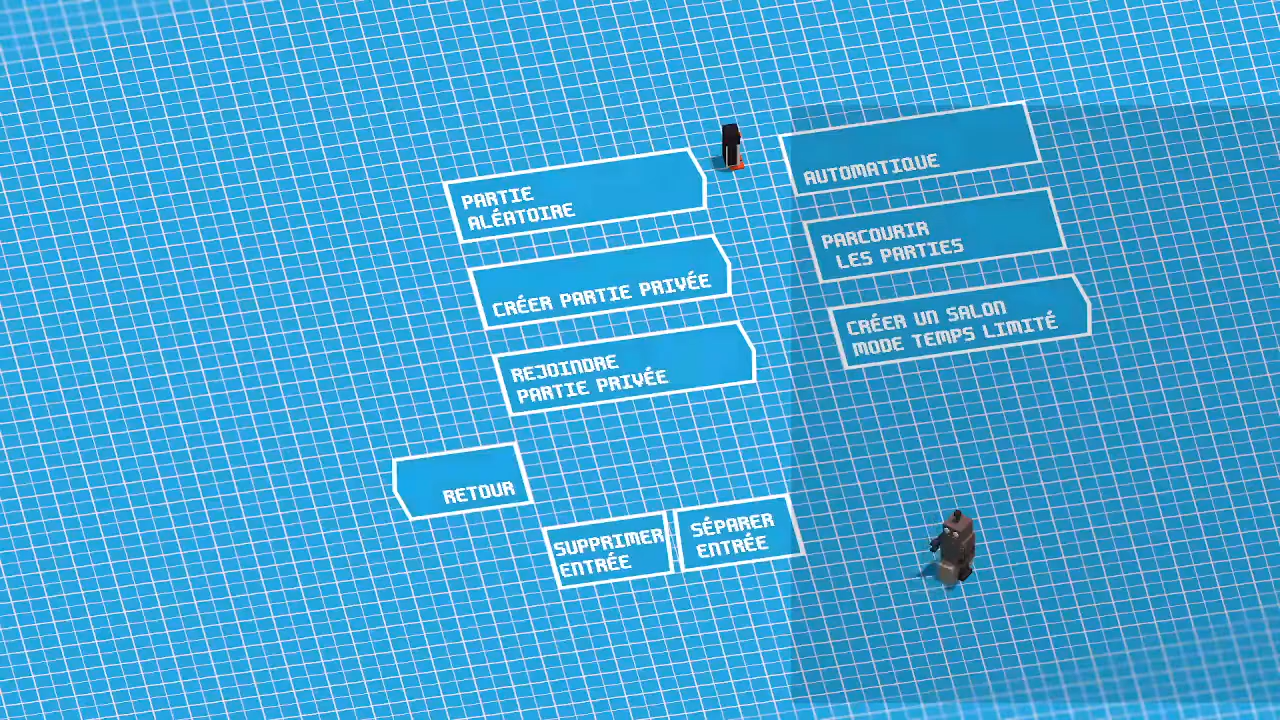 PARTIE
ALÉATOIRE
CRÉER PARTIE PRIVÉE
REJOINDRE
PARTIE PRIVÉE
RETOUR
SUPPRIMER
ENTRÉE
SÉPARER
ENTRÉE
AUTOMATIQUE
PARCOURIR
LES PARTIES
CRÉER UN SALON
MODE TEMPS LIMITÉ